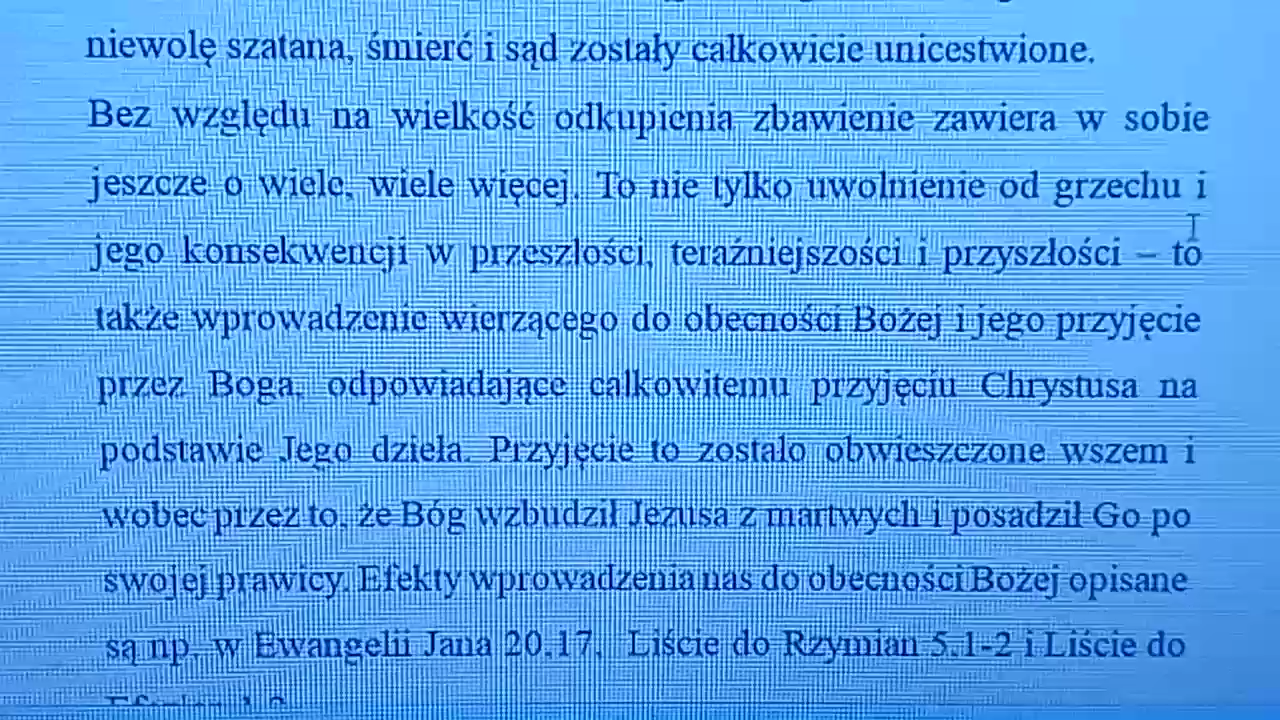 niewolę szatana, śmierć i sąd zostały całkowicie unicestwione.
Bez względu na wielkość odkupienia zbawienie zawiera w sobie
jeszcze o wiele, wiele więcej. To nie tylko uwolnienie od grzechu i
jego konsekwencji w przeszłości, teraźniejszości i przyszłości – to
także wprowadzenie wierzącego do obecności Bożej i jego przyjęcie
przez Boga, odpowiadające całkowitemu przyjęciu Chrystusa na
podstawie Jego dzieła. Przyjęcie to zostało obwieszczone wszem i
wobec przez to, że Bóg wzbudził Jezusa z martwych i posadził Go po
swojej prawicy. Efekty wprowadzenia nas do obecności Bożej opisane
są np. w Ewangelii Jana 20,17, Liście do Rzymian 5,1-2 i Liście do